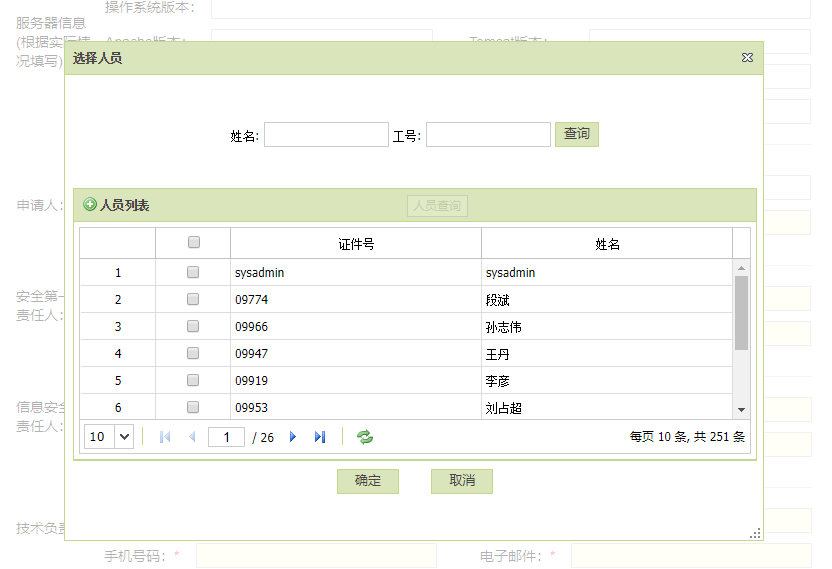 操作系统版本：
服务器信息
(根据实际情
况填写)
Apache版本：
Tomcat版本：
选择人员
姓名: 工号: 查询
申请人：
人员列表
人员查询
证件号 姓名
1 sysadmin sysadmin
2 09774 段斌
3 09966 孙志伟
4 09947 王丹
5 09919 李彦
6 09953 刘占超
安全第一
责任人：
信息安全
责任人：
10 1 / 26 每页 10 条, 共 251 条
确定 取消
技术负责
手机号码：* 电子邮件：*